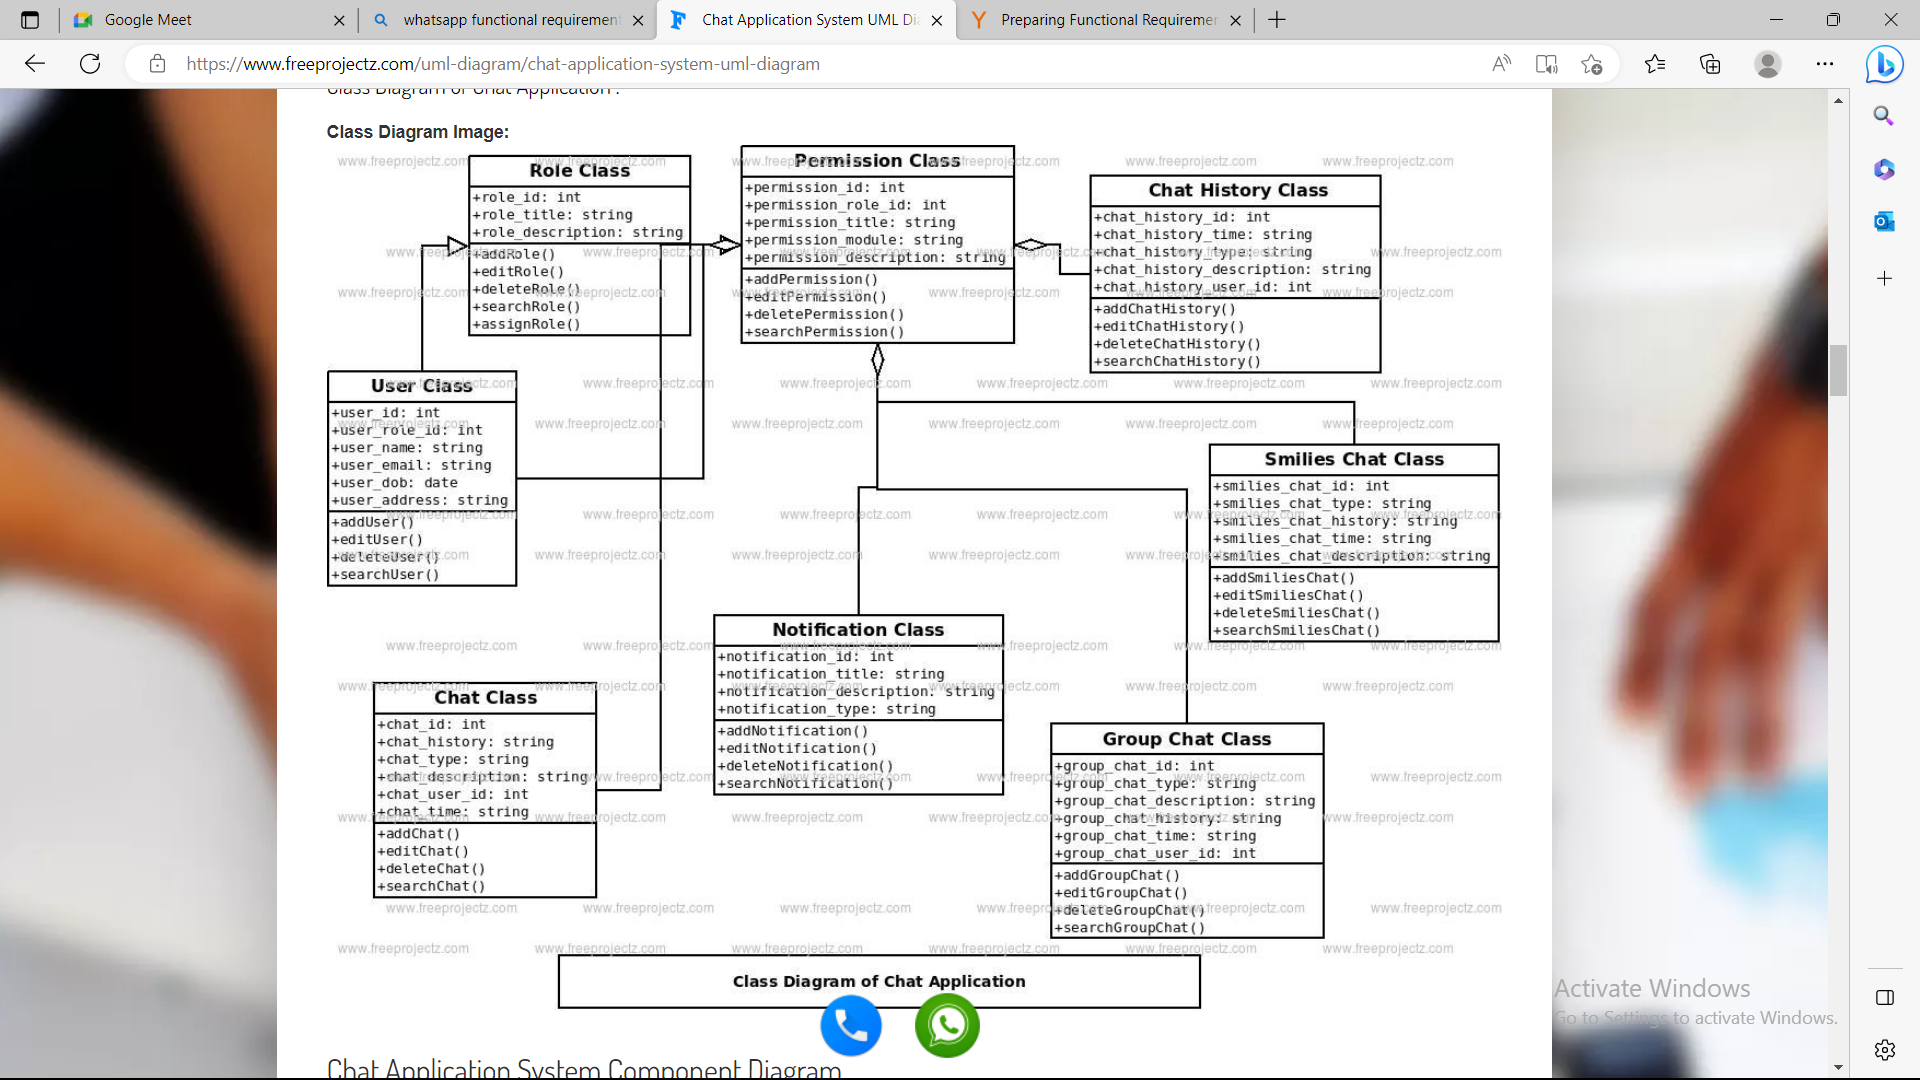 Google Meet
whatsapp functional requirement
Chat Application System UML Di
Preparing Functional Requireme
https://www.freeprojectz.com/uml-diagram/chat-application-system-uml-diagram
Class Diagram of Chat Application :
Class Diagram Image:
Role Class
+role_id: int
+role_title: string
+role_description: string
+addRole()
+editRole()
+deleteRole()
+searchRole()
+assignRole()
Permission Class
+permission_id: int
+permission_role_id: int
+permission_title: string
+permission_module: string
+permission_description: string
+addPermission()
+editPermission()
+deletePermission()
+searchPermission()
Chat History Class
+chat_history_id: int
+chat_history_time: string
+chat_history_type: string
+chat_history_description: string
+chat_history_user_id: int
+addChatHistory()
+editChatHistory()
+deleteChatHistory()
+searchChatHistory()
User Class
+user_id: int
+user_role_id: int
+user_name: string
+user_email: string
+user_dob: date
+user_address: string
+addUser()
+editUser()
+deleteUser()
+searchUser()
Smilies Chat Class
+smilies_chat_id: int
+smilies_chat_type: string
+smilies_chat_history: string
+smilies_chat_time: string
+smilies_chat_description: string
+addSmiliesChat()
+editSmiliesChat()
+deleteSmiliesChat()
+searchSmiliesChat()
Notification Class
+notification_id: int
+notification_title: string
+notification_description: string
+notification_type: string
+addNotification()
+editNotification()
+deleteNotification()
+searchNotification()
Chat Class
+chat_id: int
+chat_history: string
+chat_type: string
+chat_description: string
+chat_user_id: int
+chat_time: string
+addChat()
+editChat()
+deleteChat()
+searchChat()
Group Chat Class
+group_chat_id: int
+group_chat_type: string
+group_chat_description: string
+group_chat_history: string
+group_chat_time: string
+group_chat_user_id: int
+addGroupChat()
+editGroupChat()
+deleteGroupChat()
+searchGroupChat()
www.freeprojectz.com
Class Diagram of Chat Application
Activate Windows
Go to Settings to activate Windows.
Chat Application System Component Diagram